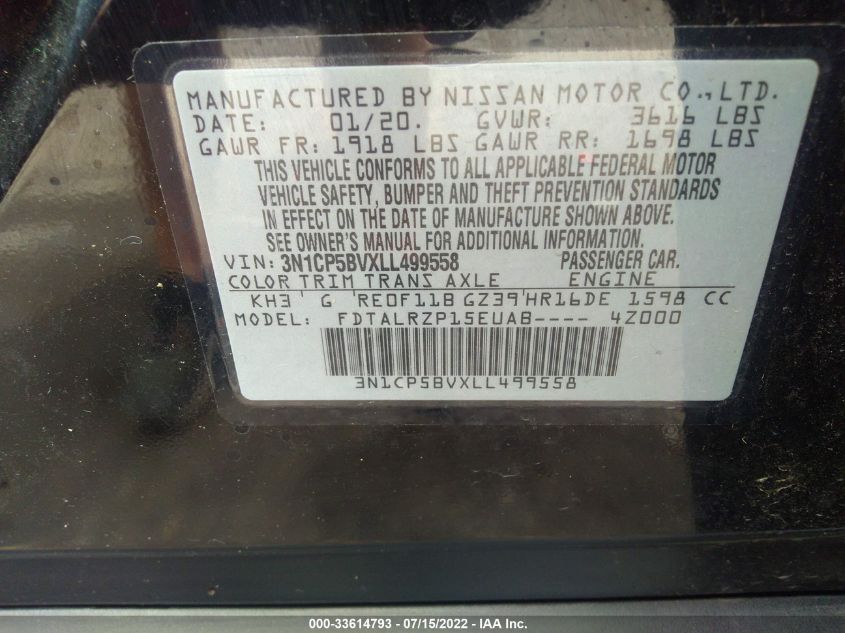 MANUFACTURED BY NISSAN MOTOR CO., LTD.
DATE: 01/20. GVWR: 3616 LBS
GAWR FR: 1918 LBS GAWR RR: 1698 LBS
THIS VEHICLE CONFORMS TO ALL APPLICABLE FEDERAL MOTOR
VEHICLE SAFETY, BUMPER AND THEFT PREVENTION STANDARDS
IN EFFECT ON THE DATE OF MANUFACTURE SHOWN ABOVE.
SEE OWNER'S MANUAL FOR ADDITIONAL INFORMATION.
VIN: 3N1CP5BVXLL499558 PASSENGER CAR.
COLOR TRIM TRANS AXLE ENGINE
KH3 G RE0F11B GZ39 HR16DE 1598 CC
MODEL: FDTALRZP15EUAB---- 4Z000
3N1CP5BVXLL499558
000-33614793 - 07/15/2022 - IAA Inc.